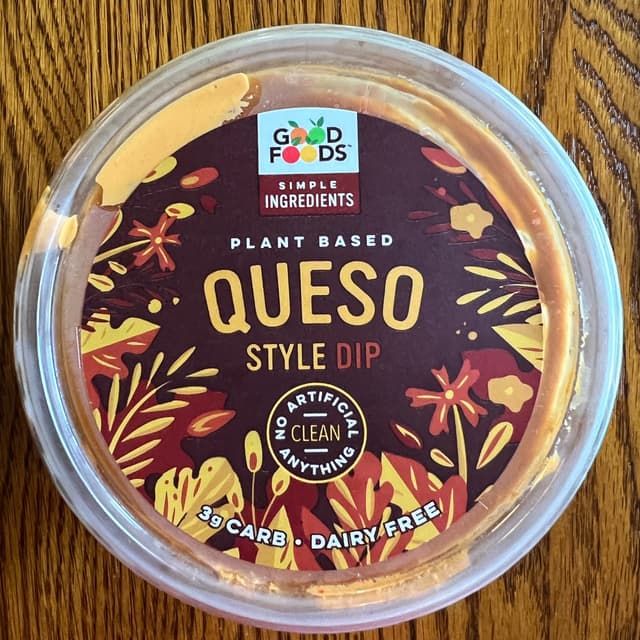 GOOD
FOODS™
SIMPLE
INGREDIENTS
PLANT BASED
QUESO
STYLE DIP
NO ARTIFICIAL
CLEAN
ANYTHING
3g CARB • DAIRY FREE